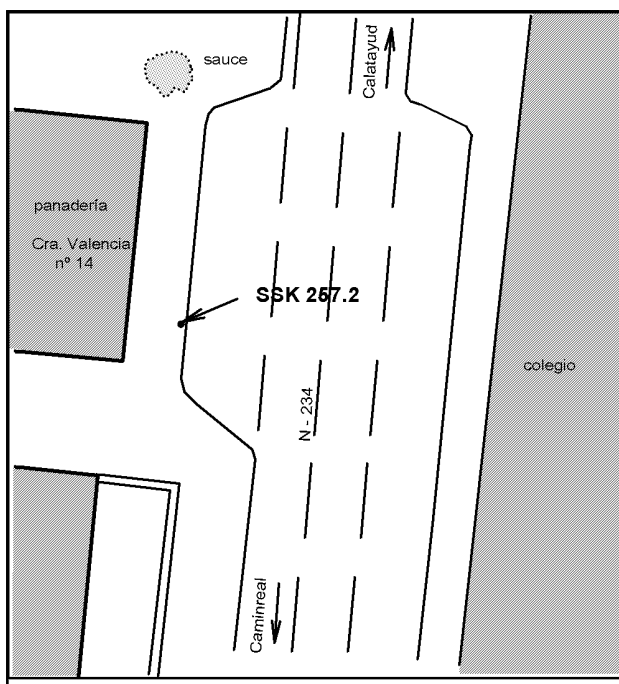 sauce
Calatayud
panadería
Cra. Valencia
nº 14
SSK 257.2
colegio
N - 234
Caminreal